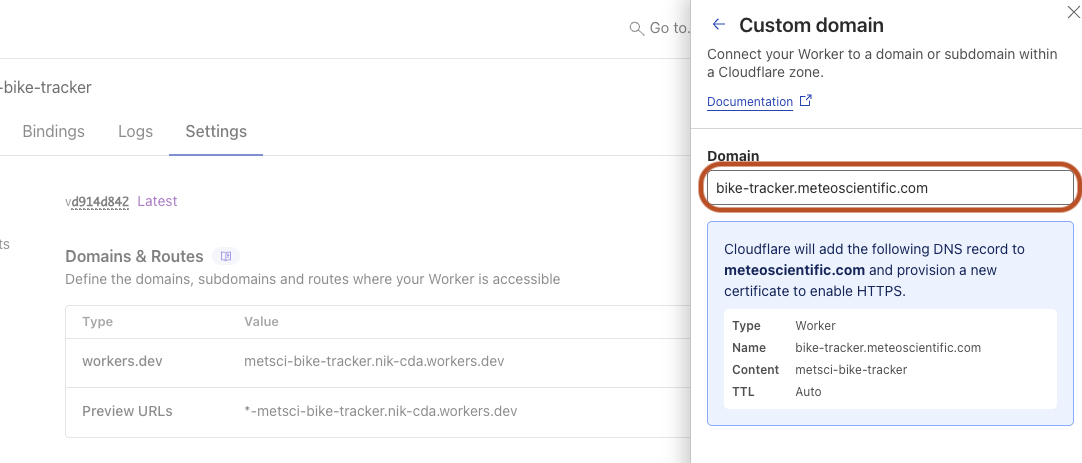 Go to.
-bike-tracker
Bindings Logs Settings
vd914d842 Latest
ts
Domains & Routes
Define the domains, subdomains and routes where your Worker is accessible
Type Value
workers.dev metsci-bike-tracker.nik-cda.workers.dev
Preview URLs *-metsci-bike-tracker.nik-cda.workers.dev
Custom domain
Connect your Worker to a domain or subdomain within
a Cloudflare zone.
Documentation
Domain
bike-tracker.meteoscientific.com
Cloudflare will add the following DNS record to
meteoscientific.com and provision a new
certificate to enable HTTPS.
Type Worker
Name bike-tracker.meteoscientific.com
Content metsci-bike-tracker
TTL Auto